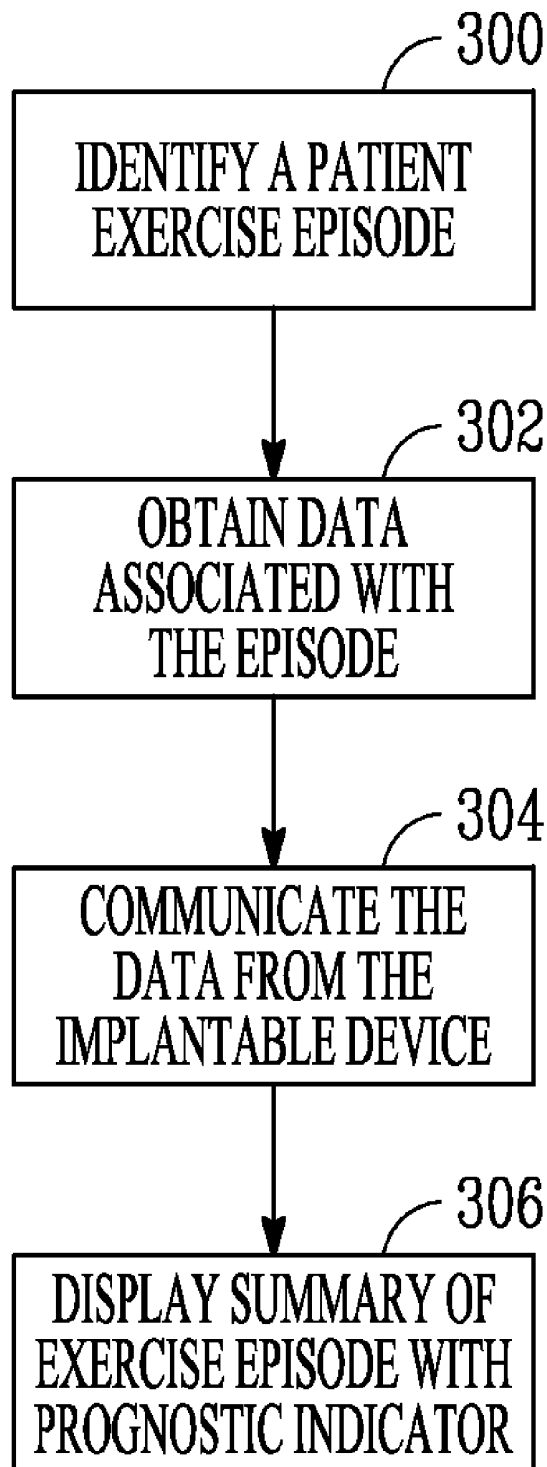 300
IDENTIFY A PATIENT
EXERCISE EPISODE
302
OBTAIN DATA
ASSOCIATED WITH
THE EPISODE
304
COMMUNICATE THE
DATA FROM THE
IMPLANTABLE DEVICE
306
DISPLAY SUMMARY OF
EXERCISE EPISODE WITH
PROGNOSTIC INDICATOR